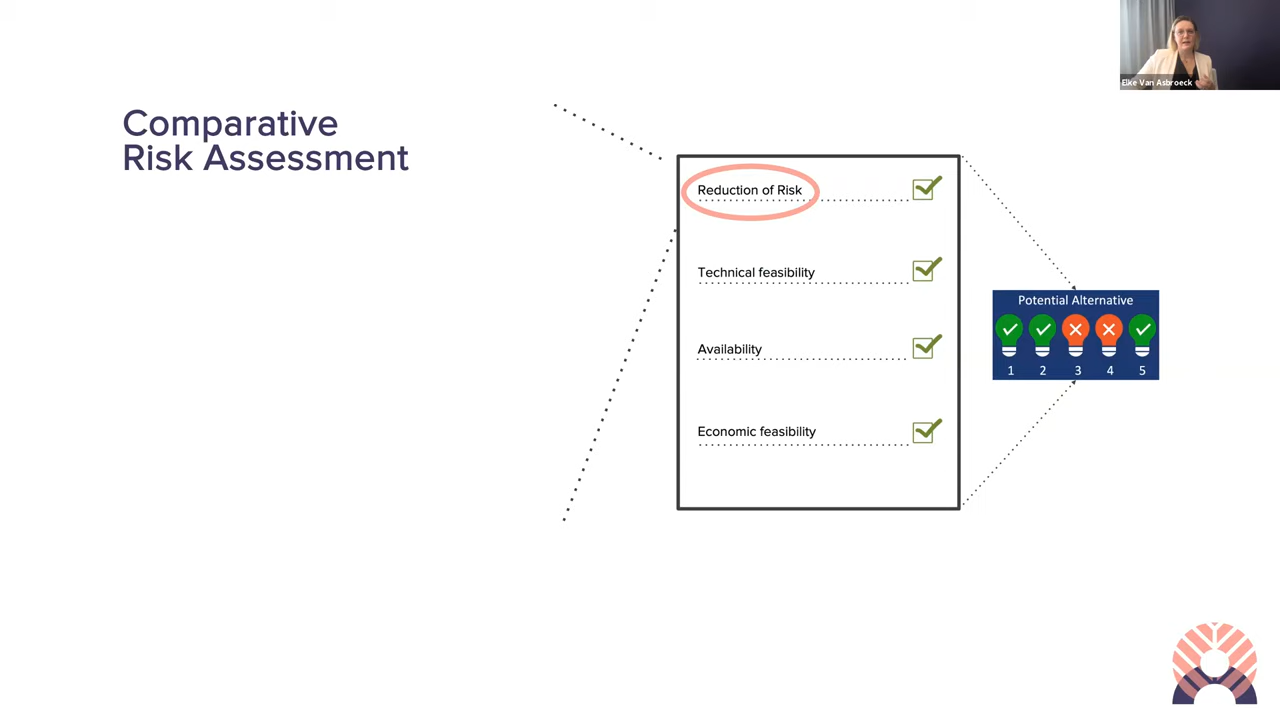 Elke Van Asbroeck
Comparative
Risk Assessment
Reduction of Risk
Technical feasibility
Availability
Economic feasibility
Potential Alternative
1 2 3 4 5